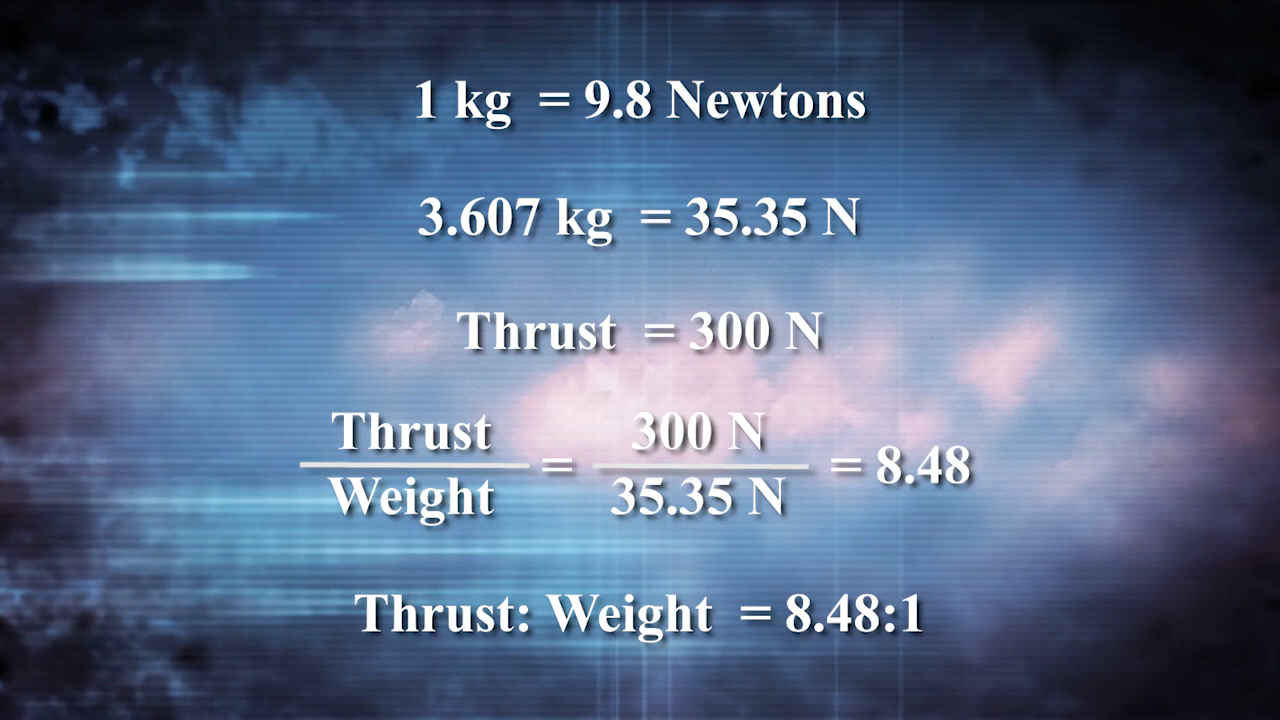 1 kg = 9.8 Newtons
3.607 kg = 35.35 N
Thrust = 300 N
Thrust / Weight = 300 N / 35.35 N = 8.48
Thrust: Weight = 8.48:1